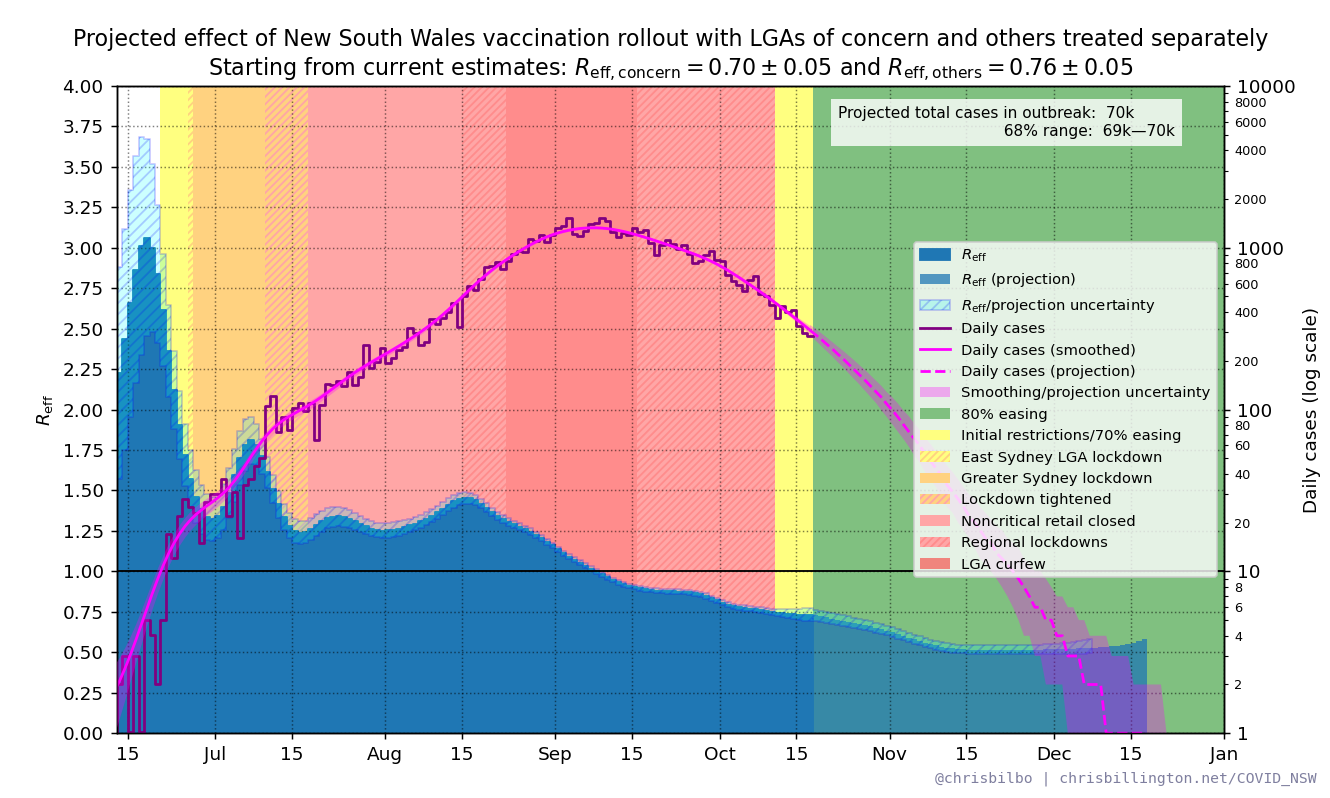 Projected effect of New South Wales vaccination rollout with LGAs of concern and others treated separately
Starting from current estimates: R_eff, concern = 0.70 ± 0.05 and R_eff, others = 0.76 ± 0.05
Projected total cases in outbreak: 70k
68% range: 69k—70k
R_eff
4.00
3.75
3.50
3.25
3.00
2.75
2.50
2.25
2.00
1.75
1.50
1.25
1.00
0.75
0.50
0.25
0.00
R_eff
R_eff (projection)
R_eff/projection uncertainty
Daily cases
Daily cases (smoothed)
Daily cases (projection)
Smoothing/projection uncertainty
80% easing
Initial restrictions/70% easing
East Sydney LGA lockdown
Greater Sydney lockdown
Lockdown tightened
Noncritical retail closed
Regional lockdowns
LGA curfew
10000
8000
6000
4000
2000
1000
800
600
400
200
100
80
60
40
20
10
8
6
4
2
1
Daily cases (log scale)
15 Jul 15 Aug 15 Sep 15 Oct 15 Nov 15 Dec 15 Jan
@chrisbilbo | chrisbillington.net/COVID_NSW